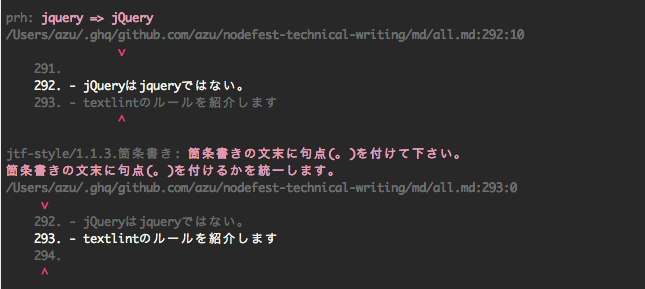 prh: jquery => jQuery
/Users/azu/.ghq/github.com/azu/nodefest-technical-writing/md/all.md:292:10
v
291.
292. - jQueryはjqueryではない。
293. - textlintのルールを紹介します
^
jtf-style/1.1.3.箇条書き: 箇条書きの文末に句点(。)を付けて下さい。
箇条書きの文末に句点(。)を付けるかを統一します。
/Users/azu/.ghq/github.com/azu/nodefest-technical-writing/md/all.md:293:0
v
292. - jQueryはjqueryではない。
293. - textlintのルールを紹介します
294.
^